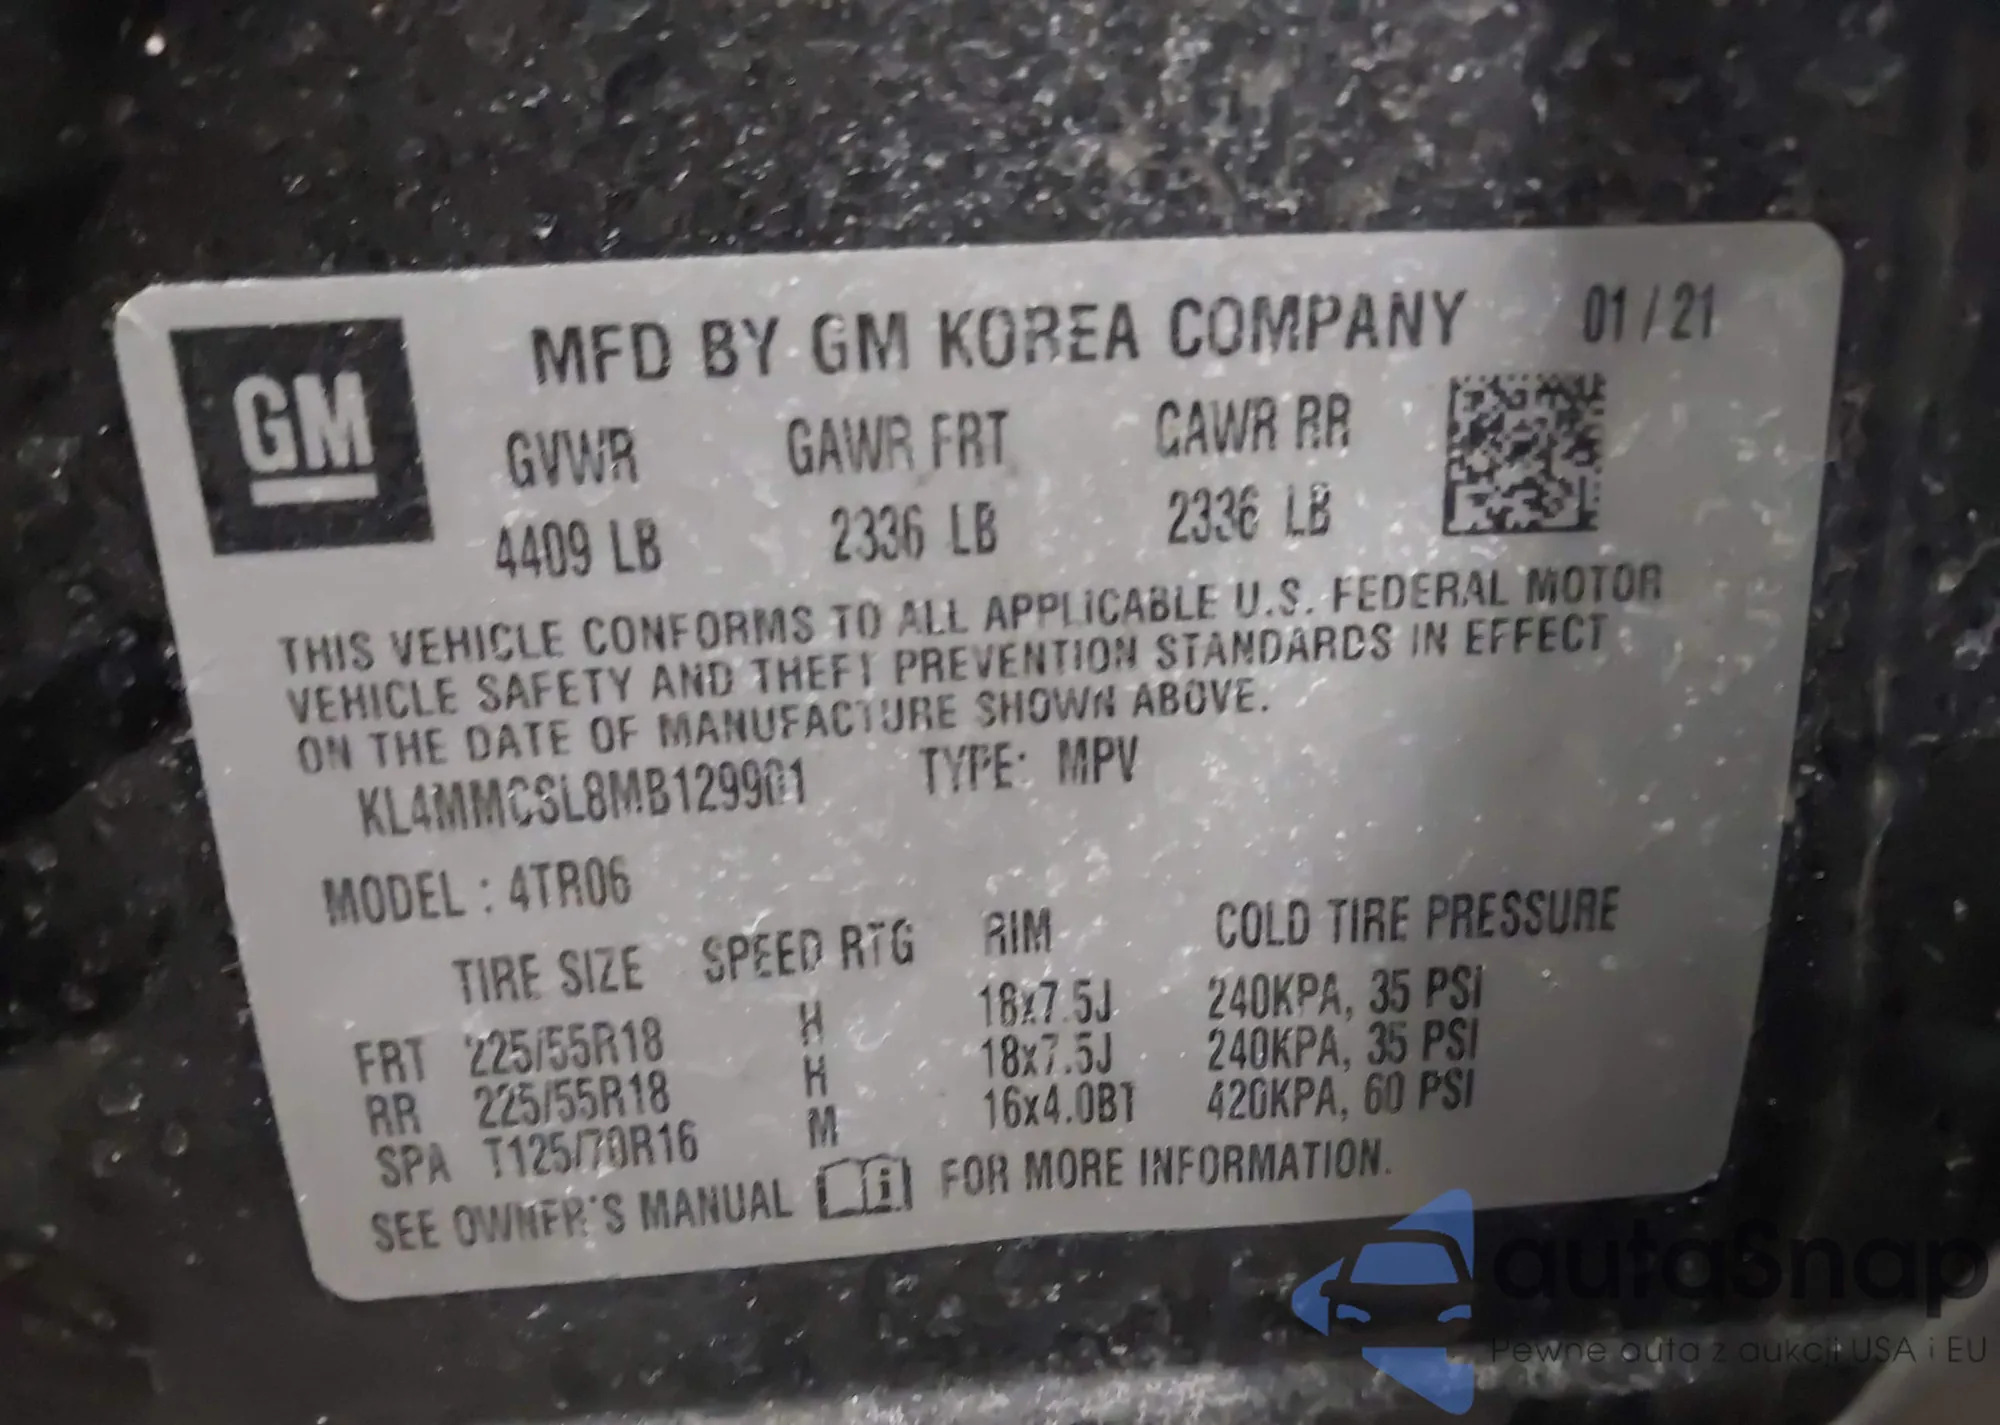 GM
MFD BY GM KOREA COMPANY 01/21
GVWR GAWR FRT GAWR RR
4409 LB 2336 LB 2336 LB
THIS VEHICLE CONFORMS TO ALL APPLICABLE U.S. FEDERAL MOTOR
VEHICLE SAFETY AND THEFT PREVENTION STANDARDS IN EFFECT
ON THE DATE OF MANUFACTURE SHOWN ABOVE.
KL4MMCSL8MB129901 TYPE: MPV
MODEL : 4TR06
TIRE SIZE SPEED RTG RIM COLD TIRE PRESSURE
FRT 225/55R18 H 18x7.5J 240KPA, 35 PSI
RR 225/55R18 H 18x7.5J 240KPA, 35 PSI
SPA T125/70R16 M 16x4.0BT 420KPA, 60 PSI
SEE OWNER'S MANUAL i FOR MORE INFORMATION.
autaSnap
Pewne auta z aukcji USA i EU